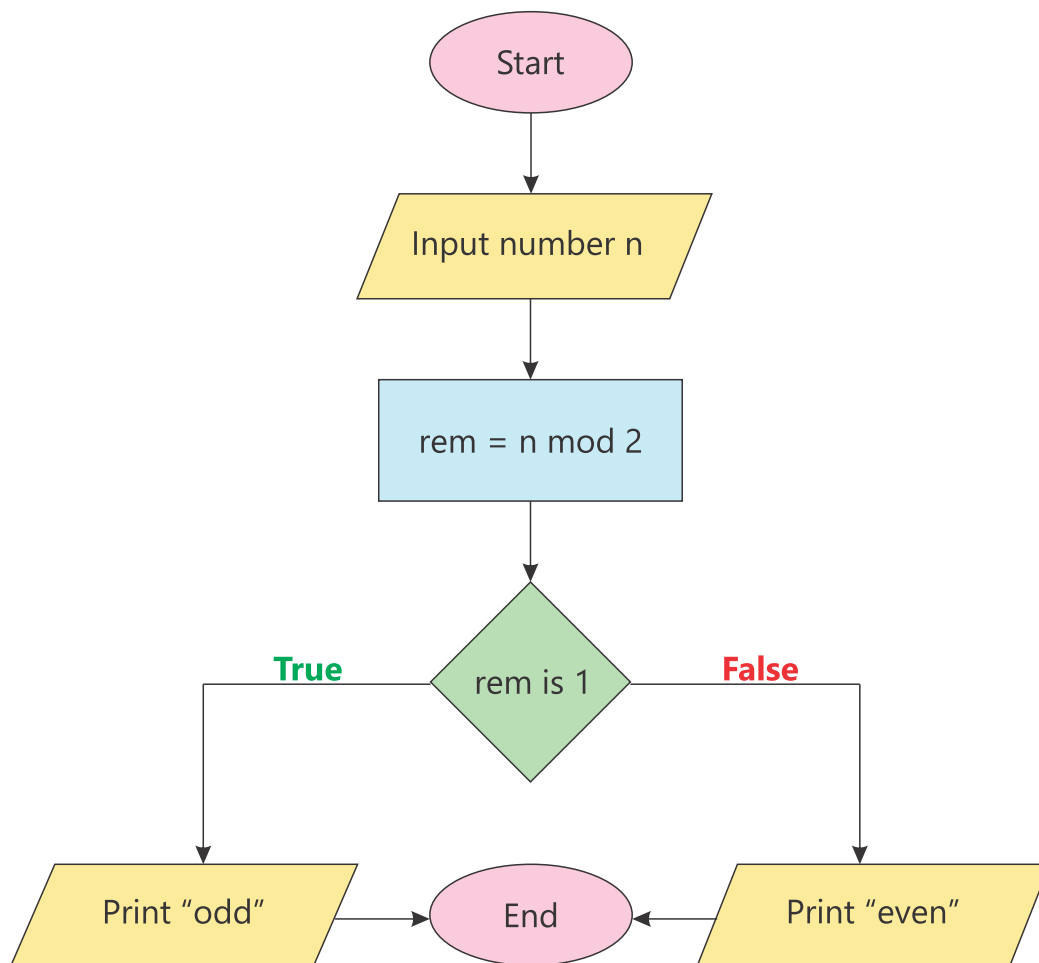 Start
Input number n
rem = n mod 2
rem is 1
True
False
Print “odd”
End
Print “even”